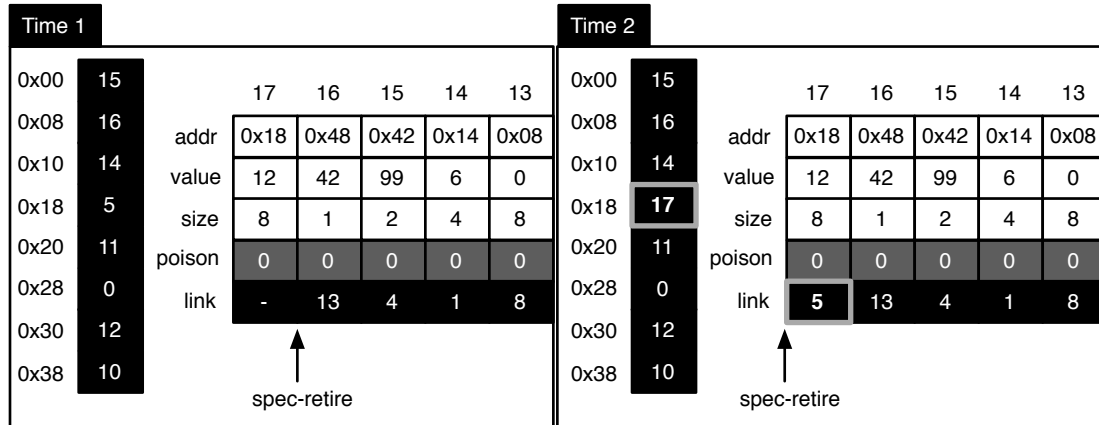 Time 1
0x00 15
0x08 16
0x10 14
0x18 5
0x20 11
0x28 0
0x30 12
0x38 10
17 16 15 14 13
addr 0x18 0x48 0x42 0x14 0x08
value 12 42 99 6 0
size 8 1 2 4 8
poison 0 0 0 0 0
link - 13 4 1 8
spec-retire
Time 2
0x00 15
0x08 16
0x10 14
0x18 17
0x20 11
0x28 0
0x30 12
0x38 10
17 16 15 14 13
addr 0x18 0x48 0x42 0x14 0x08
value 12 42 99 6 0
size 8 1 2 4 8
poison 0 0 0 0 0
link 5 13 4 1 8
spec-retire